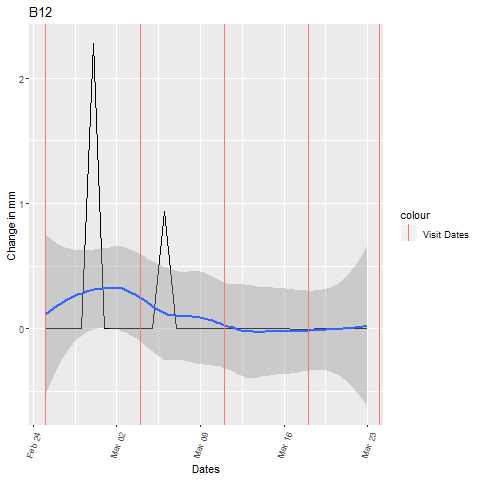 B12
Change in mm
2
1
0
Feb 24
Mar 02
Mar 09
Mar 16
Mar 23
Dates
colour
Visit Dates